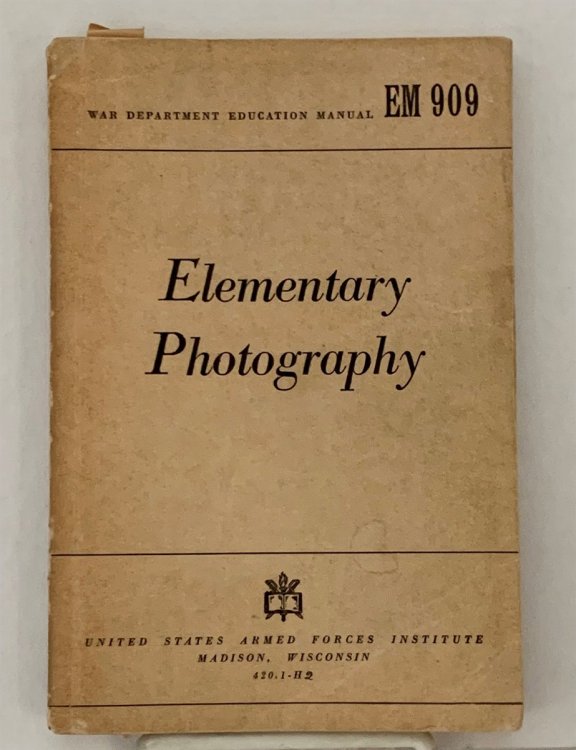 WAR DEPARTMENT EDUCATION MANUAL EM 909
Elementary
Photography
UNITED STATES ARMED FORCES INSTITUTE
MADISON, WISCONSIN
420.1-H2